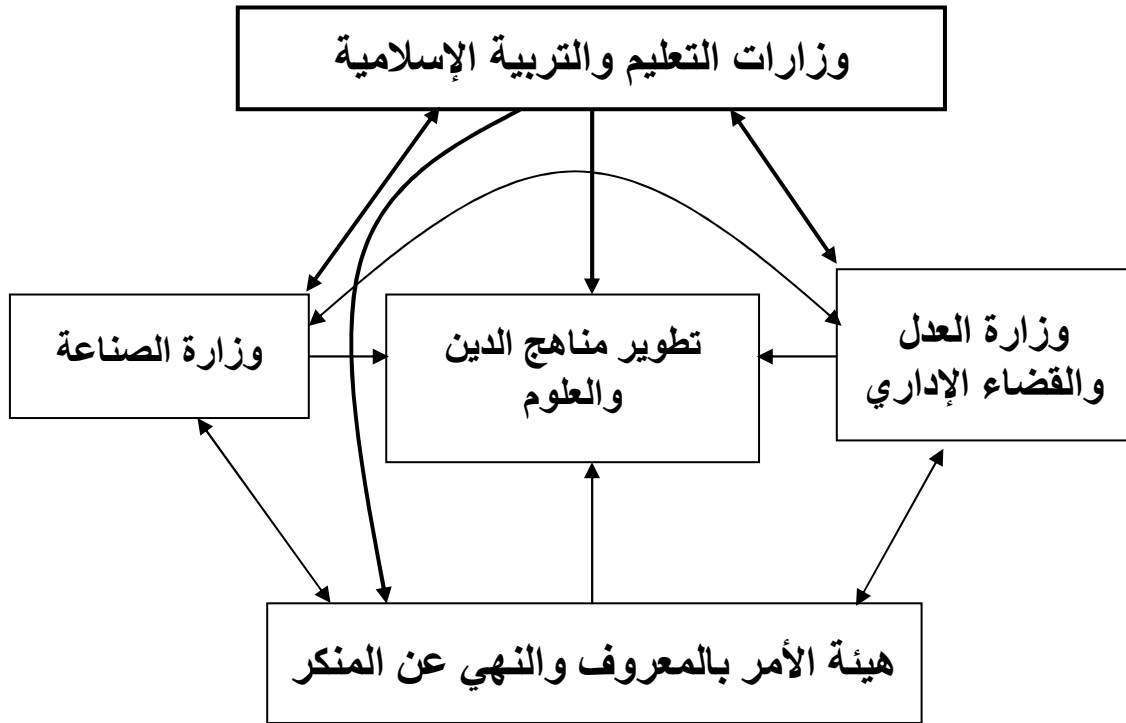 وزارات التعليم والتربية الإسلامية
وزارة العدل
والقضاء الإداري
تطوير مناهج الدين
والعلوم
وزارة الصناعة
هيئة الأمر بالمعروف والنهي عن المنكر